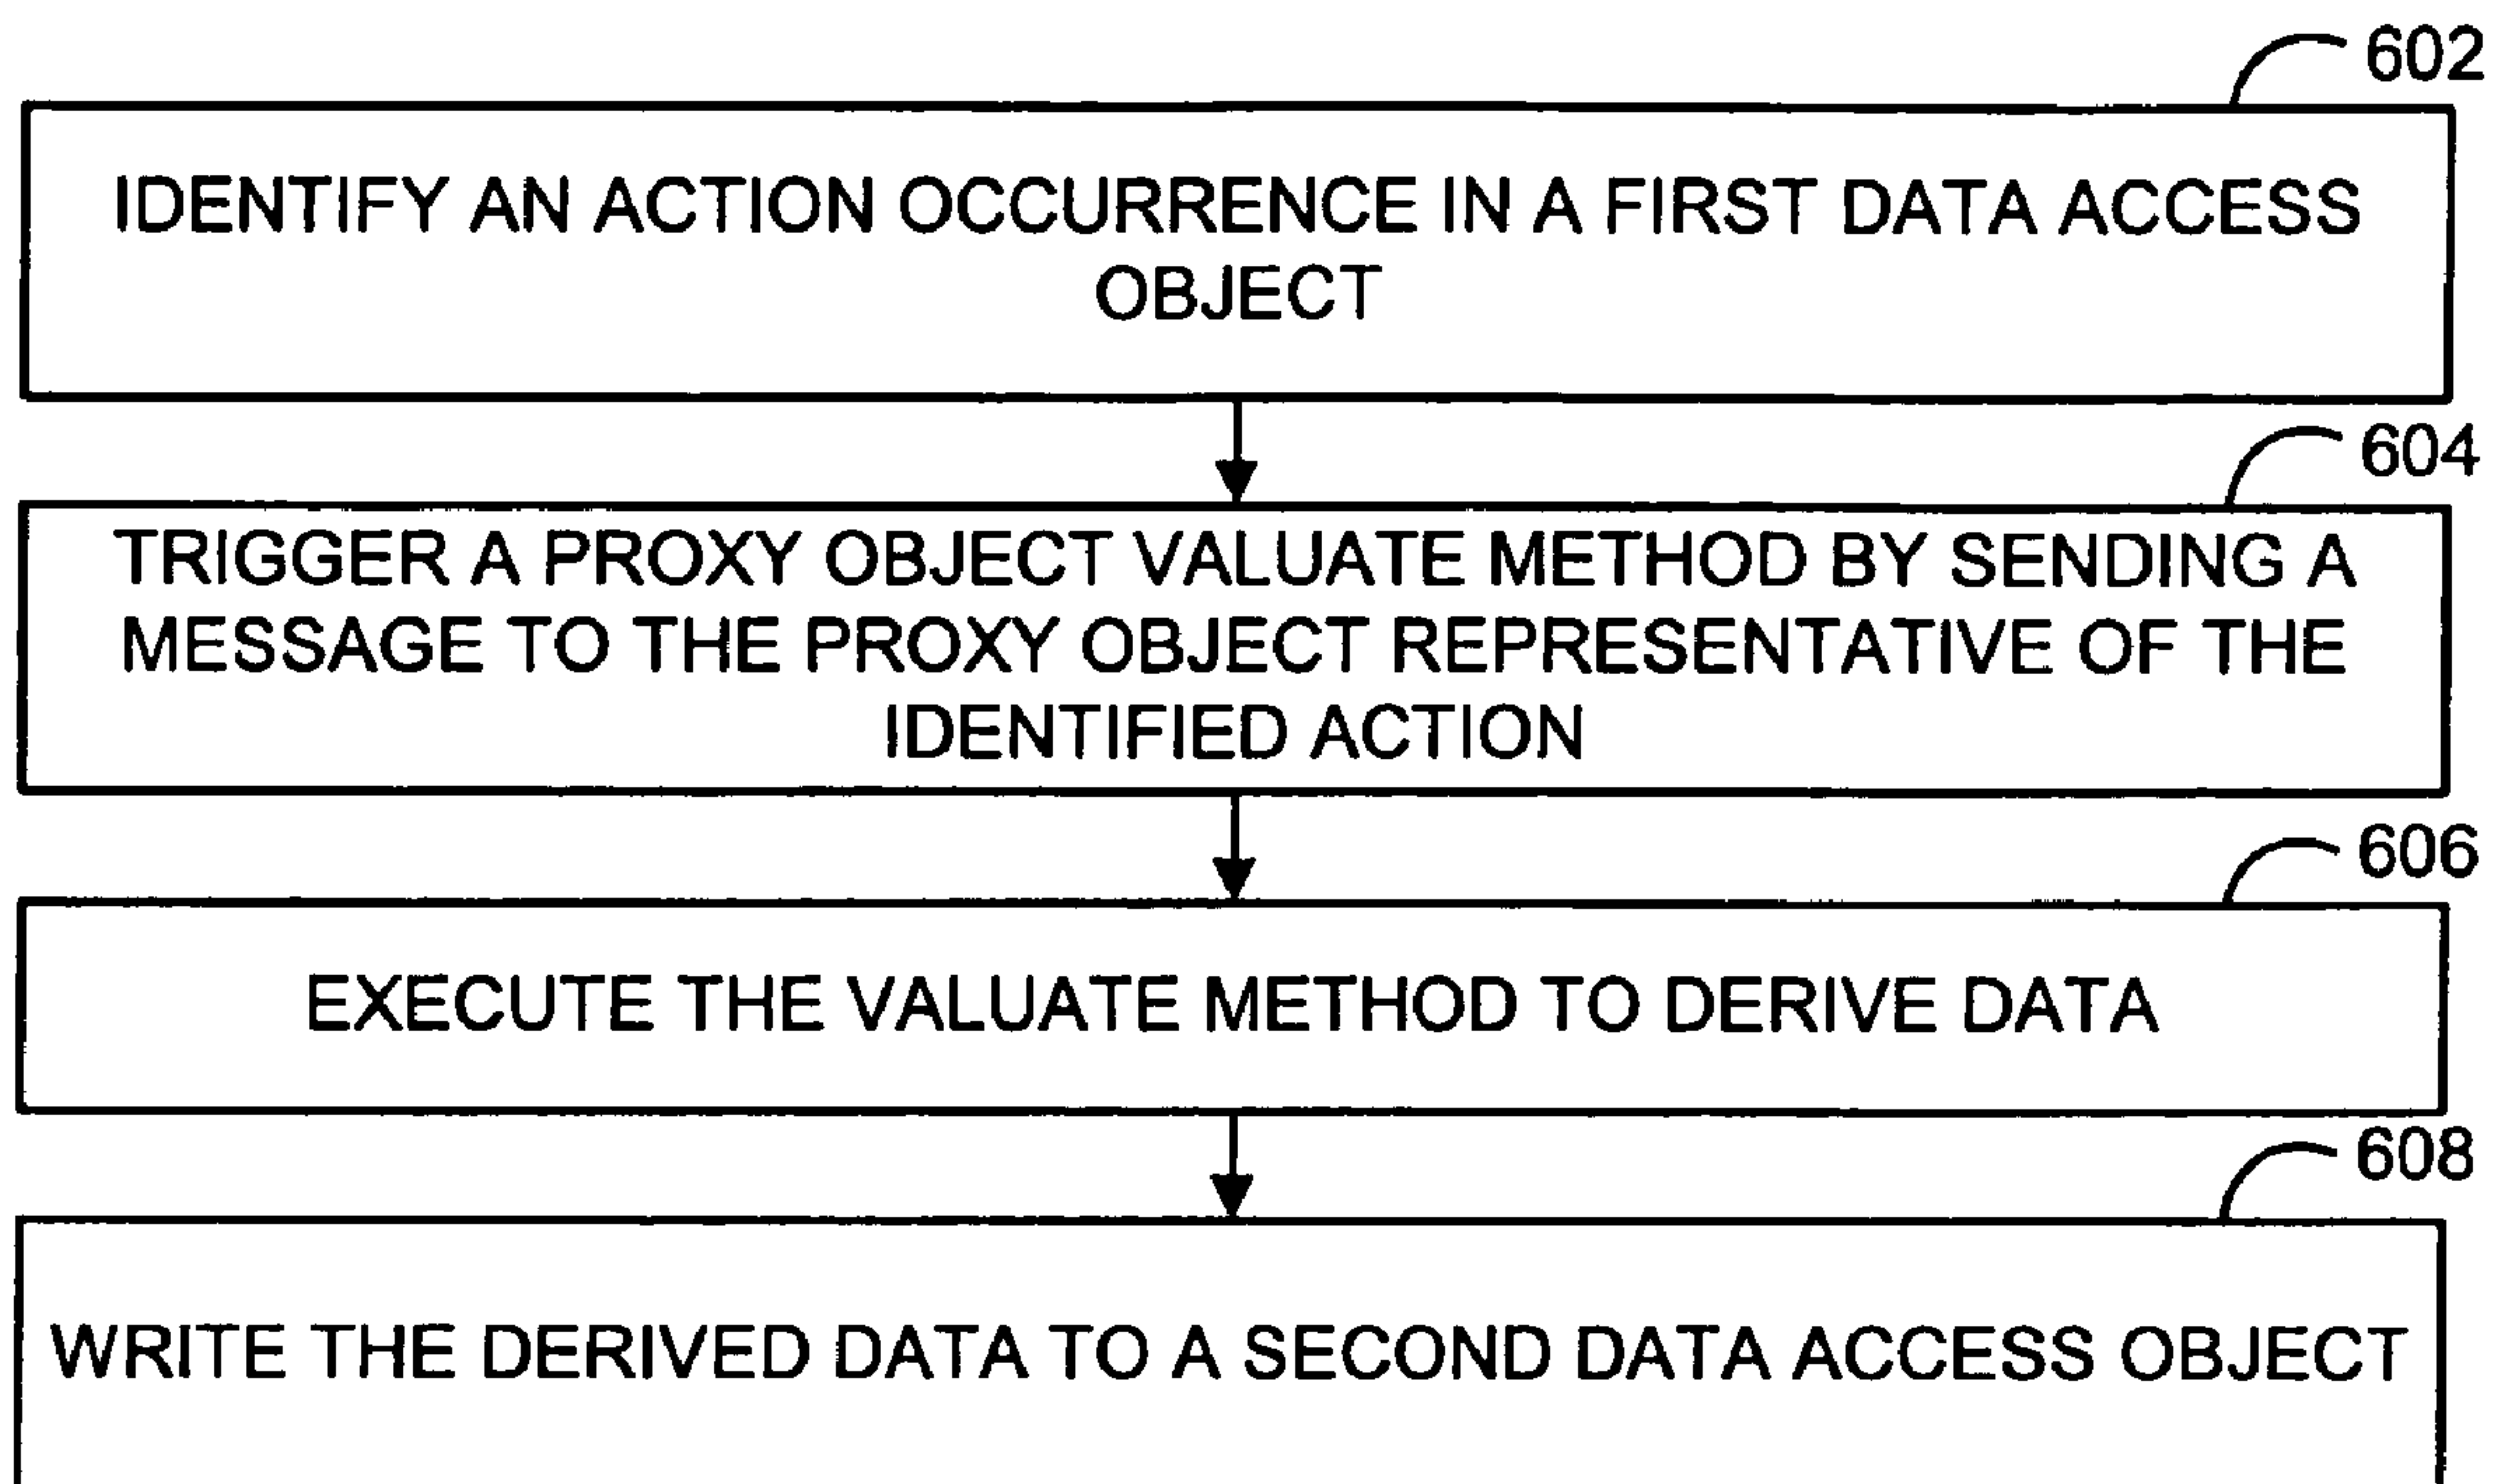 602
IDENTIFY AN ACTION OCCURRENCE IN A FIRST DATA ACCESS
OBJECT
604
TRIGGER A PROXY OBJECT VALUATE METHOD BY SENDING A
MESSAGE TO THE PROXY OBJECT REPRESENTATIVE OF THE
IDENTIFIED ACTION
606
EXECUTE THE VALUATE METHOD TO DERIVE DATA
608
WRITE THE DERIVED DATA TO A SECOND DATA ACCESS OBJECT